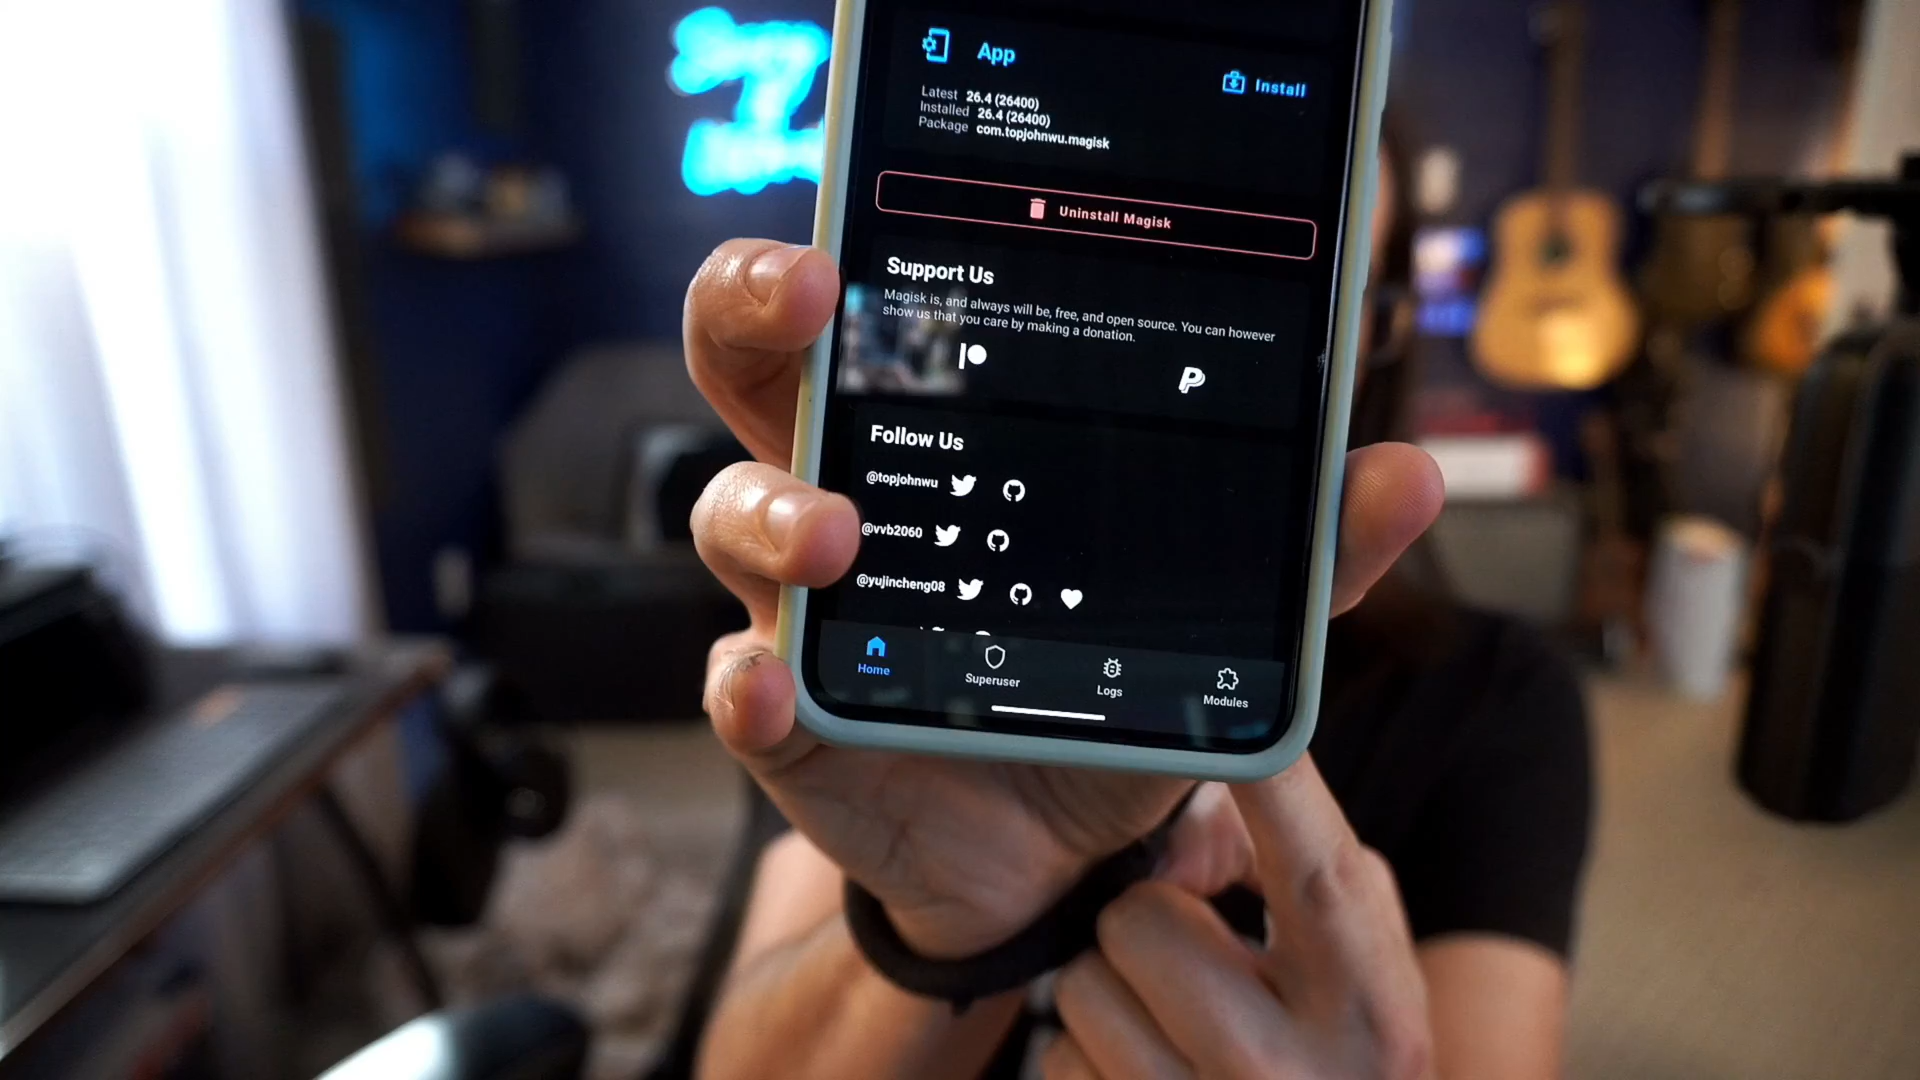 App
Install
Latest 26.4 (26400)
Installed 26.4 (26400)
Package com.topjohnwu.magisk
Uninstall Magisk
Support Us
Magisk is, and always will be, free, and open source. You can however
show us that you care by making a donation.
Follow Us
@topjohnwu
@vvb2060
@yujincheng08
Home
Superuser
Logs
Modules